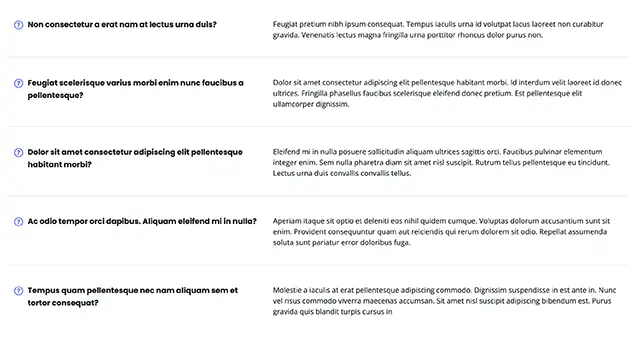 Non consectetur a erat nam at lectus urna duis?
Feugiat pretium nibh ipsum consequat. Tempus iaculis urna id volutpat lacus laoreet non curabitur
gravida. Venenatis lectus magna fringilla urna porttitor rhoncus dolor purus non.
Feugiat scelerisque varius morbi enim nunc faucibus a
pellentesque?
Dolor sit amet consectetur adipiscing elit pellentesque habitant morbi. Id interdum velit laoreet id donec
ultrices. Fringilla phasellus faucibus scelerisque eleifend donec pretium. Est pellentesque elit
ullamcorper dignissim.
Dolor sit amet consectetur adipiscing elit pellentesque
habitant morbi?
Eleifend mi in nulla posuere sollicitudin aliquam ultrices sagittis orci. Faucibus pulvinar elementum
integer enim. Sem nulla pharetra diam sit amet nisl suscipit. Rutrum tellus pellentesque eu tincidunt.
Lectus urna duis convallis convallis tellus.
Ac odio tempor orci dapibus. Aliquam eleifend mi in nulla?
Aperiam itaque sit optio et deleniti eos nihil quidem cumque. Voluptas dolorum accusantium sunt sit
enim. Provident consequuntur quam aut reiciendis qui rerum dolorem sit odio. Repellat assumenda
soluta sunt pariatur error doloribus fuga.
Tempus quam pellentesque nec nam aliquam sem et
tortor consequat?
Molestie a iaculis at erat pellentesque adipiscing commodo. Dignissim suspendisse in est ante in. Nunc
vel risus commodo viverra maecenas accumsan. Sit amet nisl suscipit adipiscing bibendum est. Purus
gravida quis blandit turpis cursus in